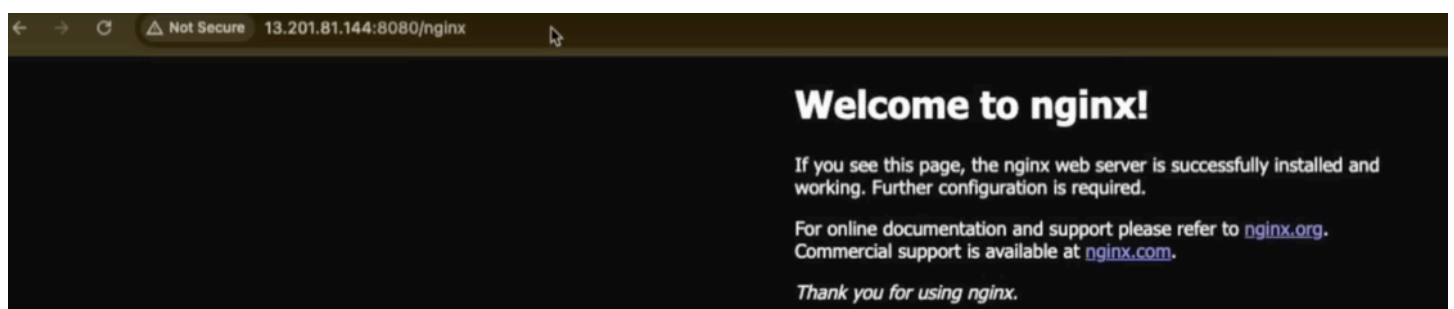 Not Secure 13.201.81.144:8080/nginx
Welcome to nginx!
If you see this page, the nginx web server is successfully installed and
working. Further configuration is required.
For online documentation and support please refer to nginx.org.
Commercial support is available at nginx.com.
Thank you for using nginx.